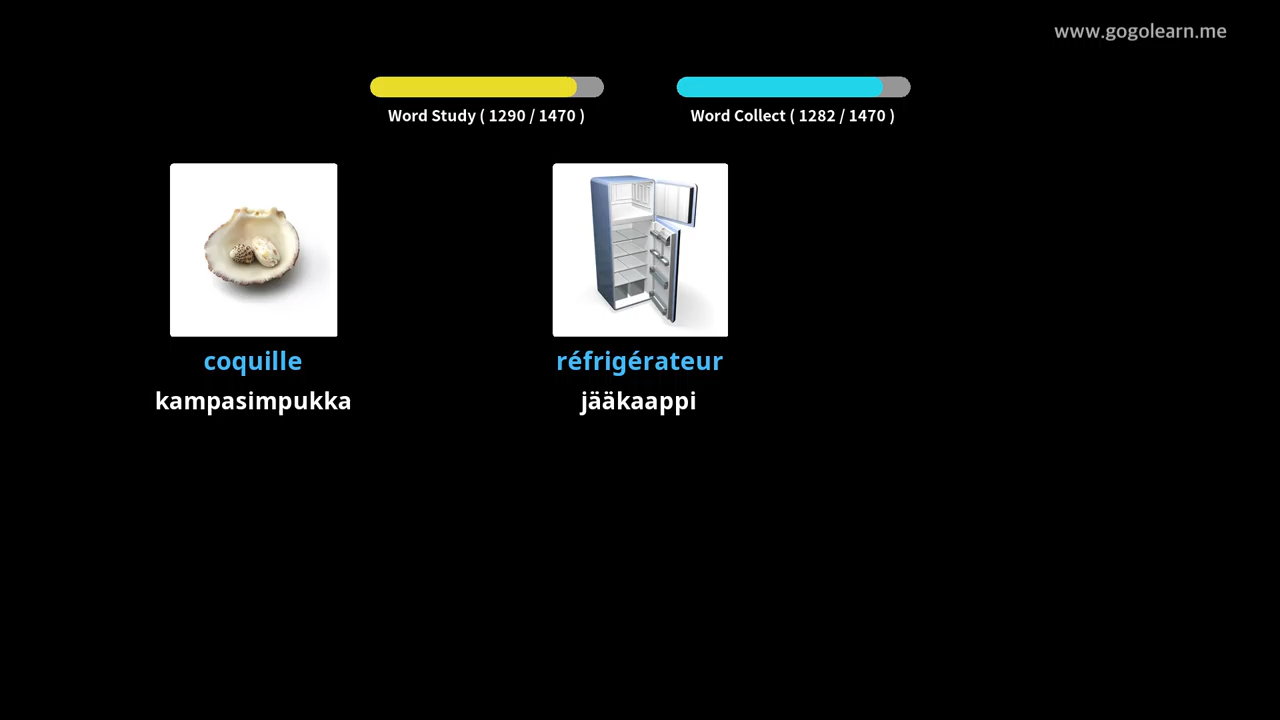 www.gogolearn.me
Word Study ( 1290 / 1470 )
Word Collect ( 1282 / 1470 )
coquille
réfrigérateur
kampasimpukka
jääkaappi